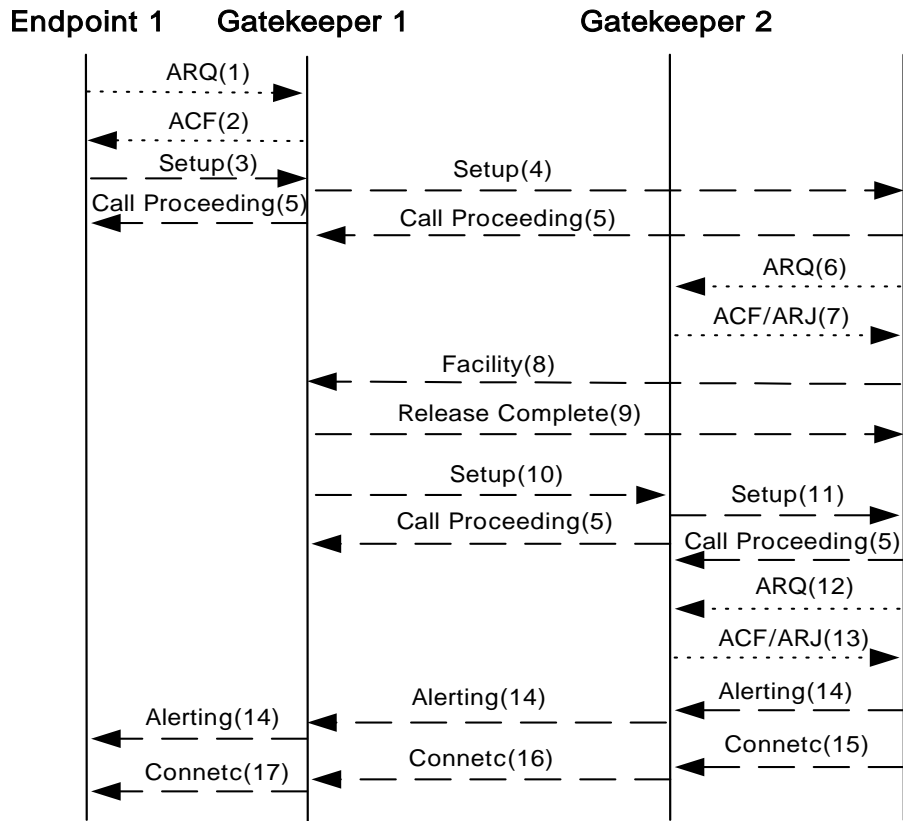 Endpoint 1 Gatekeeper 1 Gatekeeper 2
ARQ(1)
ACF(2)
Setup(3)
Setup(4)
Call Proceeding(5)
Call Proceeding(5)
ARQ(6)
ACF/ARJ(7)
Facility(8)
Release Complete(9)
Setup(10)
Setup(11)
Call Proceeding(5)
Call Proceeding(5)
ARQ(12)
ACF/ARJ(13)
Alerting(14)
Alerting(14)
Alerting(14)
Connetc(15)
Connetc(16)
Connetc(17)